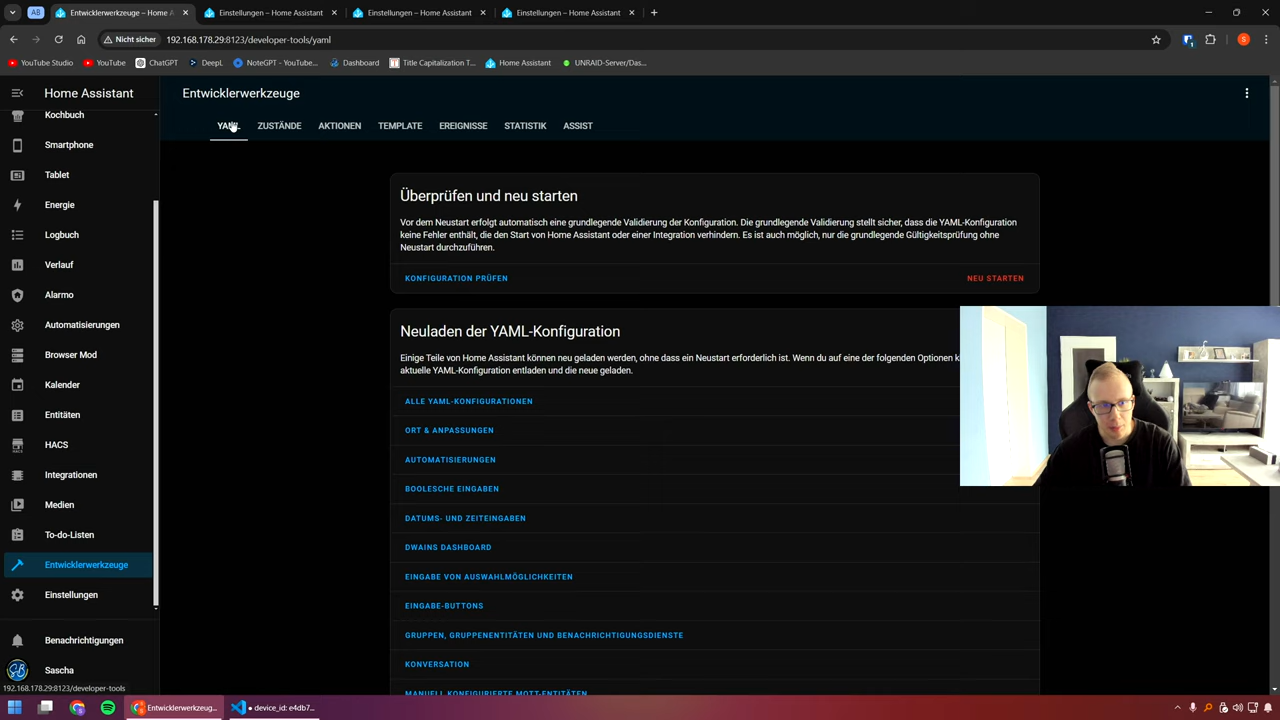 AB
Entwicklerwerkzeuge – Home A
Einstellungen – Home Assistant
Einstellungen – Home Assistant
Einstellungen – Home Assistant
Nicht sicher
192.168.178.29:8123/developer-tools/yaml
S
YouTube Studio
YouTube
ChatGPT
DeepL
NoteGPT - YouTube...
Dashboard
Title Capitalization T...
Home Assistant
UNRAID-Server/Das...
Home Assistant
Kochbuch
Smartphone
Tablet
Energie
Logbuch
Verlauf
Alarmo
Automatisierungen
Browser Mod
Kalender
Entitäten
HACS
Integrationen
Medien
To-do-Listen
Entwicklerwerkzeuge
Einstellungen
Benachrichtigungen
Sascha
192.168.178.29:8123/developer-tools
Entwicklerwerkzeuge
YAML
ZUSTÄNDE
AKTIONEN
TEMPLATE
EREIGNISSE
STATISTIK
ASSIST
Überprüfen und neu starten
Vor dem Neustart erfolgt automatisch eine grundlegende Validierung der Konfiguration. Die grundlegende Validierung stellt sicher, dass die YAML-Konfiguration
keine Fehler enthält, die den Start von Home Assistant oder einer Integration verhindern. Es ist auch möglich, nur die grundlegende Gültigkeitsprüfung ohne
Neustart durchzuführen.
KONFIGURATION PRÜFEN
NEU STARTEN
Neuladen der YAML-Konfiguration
Einige Teile von Home Assistant können neu geladen werden, ohne dass ein Neustart erforderlich ist. Wenn du auf eine der folgenden Optionen k
aktuelle YAML-Konfiguration entladen und die neue geladen.
ALLE YAML-KONFIGURATIONEN
ORT & ANPASSUNGEN
AUTOMATISIERUNGEN
BOOLESCHE EINGABEN
DATUMS- UND ZEITEINGABEN
DWAINS DASHBOARD
EINGABE VON AUSWAHLMÖGLICHKEITEN
EINGABE-BUTTONS
GRUPPEN, GRUPPENENTITÄTEN UND BENACHRICHTIGUNGSDIENSTE
KONVERSATION
MANUELL KONFIGURIERTE MQTT-ENTITÄTEN
Entwicklerwerkzeug...
● device_id: e4db7...